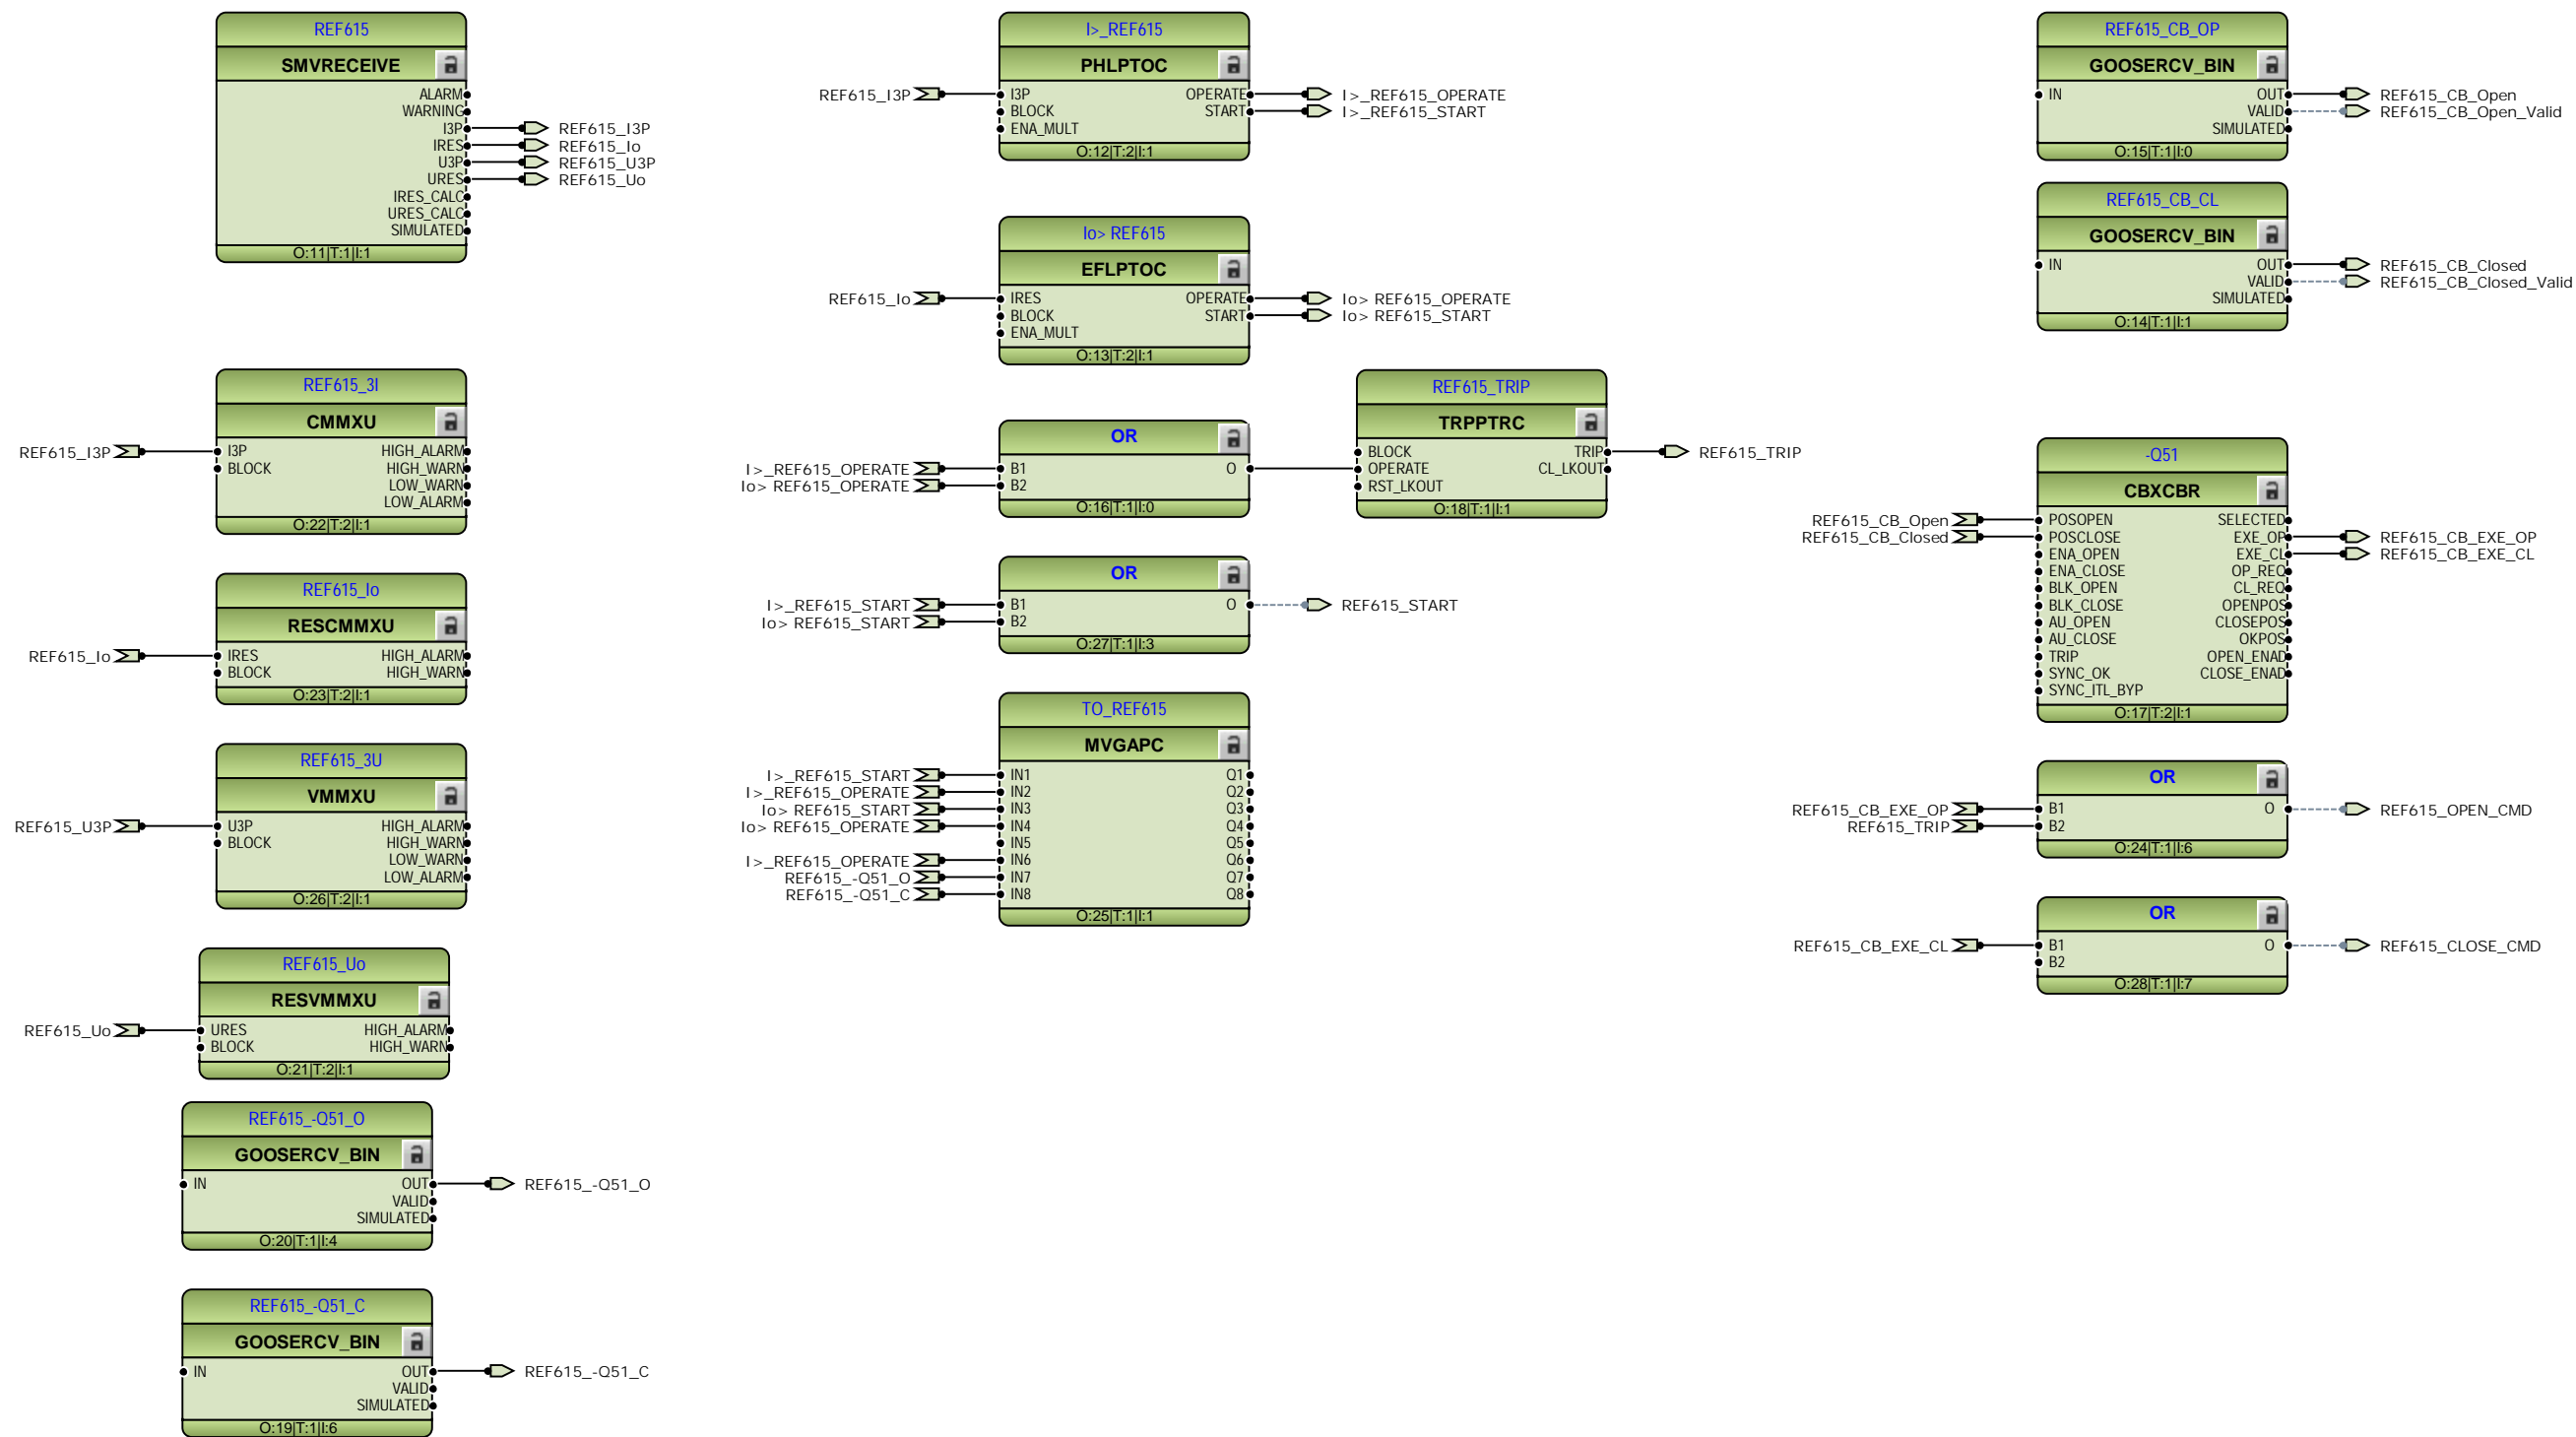 REF615
SMVRECEIVE
ALARM
WARNING
I3P
REF615_I3P
IRES
REF615_Io
U3P
REF615_U3P
URES
REF615_Uo
IRES_CALC
URES_CALC
SIMULATED
O:11|T:1|I:1
REF615_3I
CMMXU
REF615_I3P
I3P HIGH_ALARM
BLOCK HIGH_WARN
LOW_WARN
LOW_ALARM
O:22|T:2|I:1
REF615_Io
RESCMMXU
REF615_Io
IRES HIGH_ALARM
BLOCK HIGH_WARN
O:23|T:2|I:1
REF615_3U
VMMXU
REF615_U3P
U3P HIGH_ALARM
BLOCK HIGH_WARN
LOW_WARN
LOW_ALARM
O:26|T:2|I:1
REF615_Uo
RESVMMXU
REF615_Uo
URES HIGH_ALARM
BLOCK HIGH_WARN
O:21|T:2|I:1
REF615_-Q51_O
GOOSERCV_BIN
IN OUT
REF615_-Q51_O
VALID
SIMULATED
O:20|T:1|I:4
REF615_-Q51_C
GOOSERCV_BIN
IN OUT
REF615_-Q51_C
VALID
SIMULATED
O:19|T:1|I:6
I>_REF615
PHLPTOC
REF615_I3P
I3P OPERATE
I>_REF615_OPERATE
BLOCK START
I>_REF615_START
ENA_MULT
O:12|T:2|I:1
Io> REF615
EFLPTOC
REF615_Io
IRES OPERATE
Io> REF615_OPERATE
BLOCK START
Io> REF615_START
ENA_MULT
O:13|T:2|I:1
OR
I>_REF615_OPERATE
B1 O
Io> REF615_OPERATE
B2
O:16|T:1|I:0
REF615_TRIP
TRPPTRC
BLOCK TRIP
REF615_TRIP
OPERATE CL_LKOUT
RST_LKOUT
O:18|T:1|I:1
OR
I>_REF615_START
B1 O
REF615_START
Io> REF615_START
B2
O:27|T:1|I:3
TO_REF615
MVGAPC
I>_REF615_START
IN1 Q1
I>_REF615_OPERATE
IN2 Q2
Io> REF615_START
IN3 Q3
Io> REF615_OPERATE
IN4 Q4
IN5 Q5
I>_REF615_OPERATE
IN6 Q6
REF615_-Q51_O
IN7 Q7
REF615_-Q51_C
IN8 Q8
O:25|T:1|I:1
REF615_CB_OP
GOOSERCV_BIN
IN OUT
REF615_CB_Open
VALID
REF615_CB_Open_Valid
SIMULATED
O:15|T:1|I:0
REF615_CB_CL
GOOSERCV_BIN
IN OUT
REF615_CB_Closed
VALID
REF615_CB_Closed_Valid
SIMULATED
O:14|T:1|I:1
-Q51
CBXCBR
REF615_CB_Open
POSOPEN SELECTED
REF615_CB_Closed
POSCLOSE EXE_OP
REF615_CB_EXE_OP
ENA_OPEN EXE_CL
REF615_CB_EXE_CL
ENA_CLOSE OP_REQ
BLK_OPEN CL_REQ
BLK_CLOSE OPENPOS
AU_OPEN CLOSEPOS
AU_CLOSE OKPOS
TRIP OPEN_ENAD
SYNC_OK CLOSE_ENAD
SYNC_ITL_BYP
O:17|T:2|I:1
OR
REF615_CB_EXE_OP
B1 O
REF615_OPEN_CMD
REF615_TRIP
B2
O:24|T:1|I:6
OR
REF615_CB_EXE_CL
B1 O
REF615_CLOSE_CMD
B2
O:28|T:1|I:7